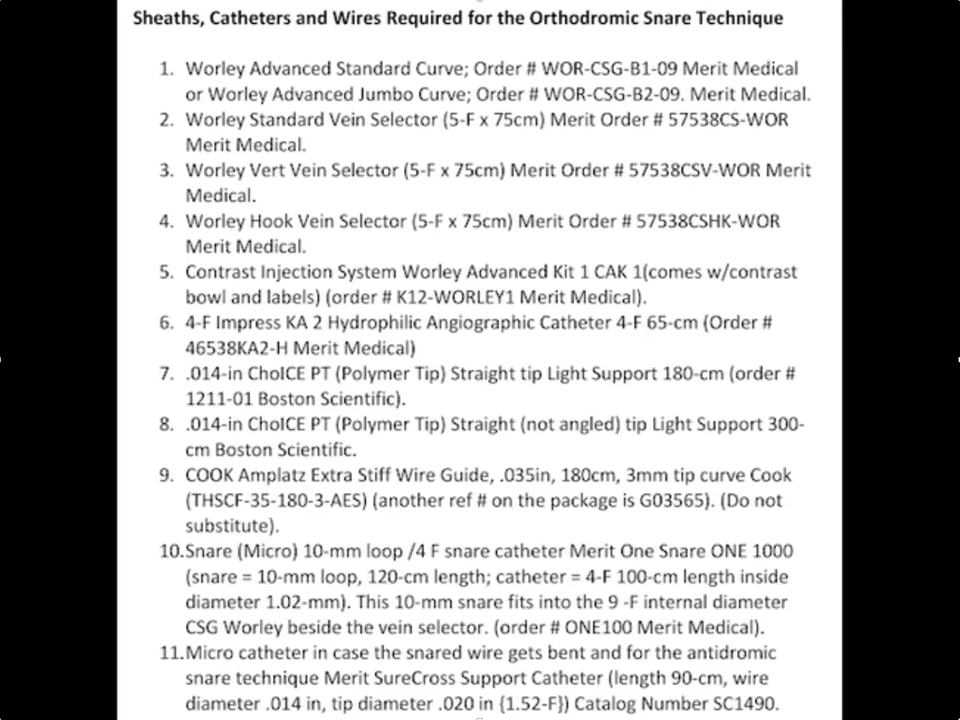 Sheaths, Catheters and Wires Required for the Orthodromic Snare Technique
1. Worley Advanced Standard Curve; Order # WOR-CSG-B1-09 Merit Medical
or Worley Advanced Jumbo Curve; Order # WOR-CSG-B2-09. Merit Medical.
2. Worley Standard Vein Selector (5-F x 75cm) Merit Order # 57538CS-WOR
Merit Medical.
3. Worley Vert Vein Selector (5-F x 75cm) Merit Order # 57538CSV-WOR Merit
Medical.
4. Worley Hook Vein Selector (5-F x 75cm) Merit Order # 57538CSHK-WOR
Merit Medical.
5. Contrast Injection System Worley Advanced Kit 1 CAK 1(comes w/contrast
bowl and labels) (order # K12-WORLEY1 Merit Medical).
6. 4-F Impress KA 2 Hydrophilic Angiographic Catheter 4-F 65-cm (Order #
46538KA2-H Merit Medical)
7. .014-in ChoICE PT (Polymer Tip) Straight tip Light Support 180-cm (order #
1211-01 Boston Scientific).
8. .014-in ChoICE PT (Polymer Tip) Straight (not angled) tip Light Support 300-
cm Boston Scientific.
9. COOK Amplatz Extra Stiff Wire Guide, .035in, 180cm, 3mm tip curve Cook
(THSCF-35-180-3-AES) (another ref # on the package is G03565). (Do not
substitute).
10.Snare (Micro) 10-mm loop /4 F snare catheter Merit One Snare ONE 1000
(snare = 10-mm loop, 120-cm length; catheter = 4-F 100-cm length inside
diameter 1.02-mm). This 10-mm snare fits into the 9 -F internal diameter
CSG Worley beside the vein selector. (order # ONE100 Merit Medical).
11.Micro catheter in case the snared wire gets bent and for the antidromic
snare technique Merit SureCross Support Catheter (length 90-cm, wire
diameter .014 in, tip diameter .020 in {1.52-F}) Catalog Number SC1490.